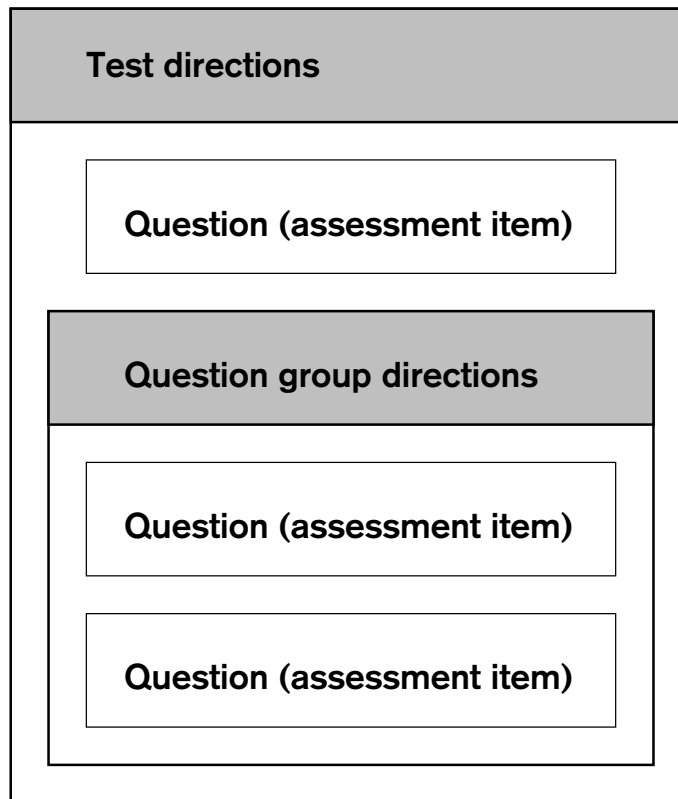 Test directions
Question (assessment item)
Question group directions
Question (assessment item)
Question (assessment item)